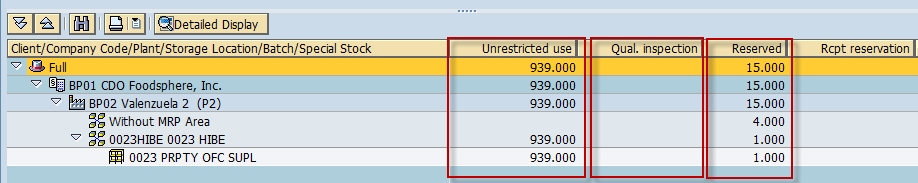 Detailed Display
Client/Company Code/Plant/Storage Location/Batch/Special Stock Unrestricted use Qual. inspection Reserved Rcpt reservation
Full 939.000 15.000
BP01 CDO Foodsphere, Inc. 939.000 15.000
BP02 Valenzuela 2 (P2) 939.000 15.000
Without MRP Area 4.000
0023HIBE 0023 HIBE 939.000 1.000
0023 PRPTY OFC SUPL 939.000 1.000